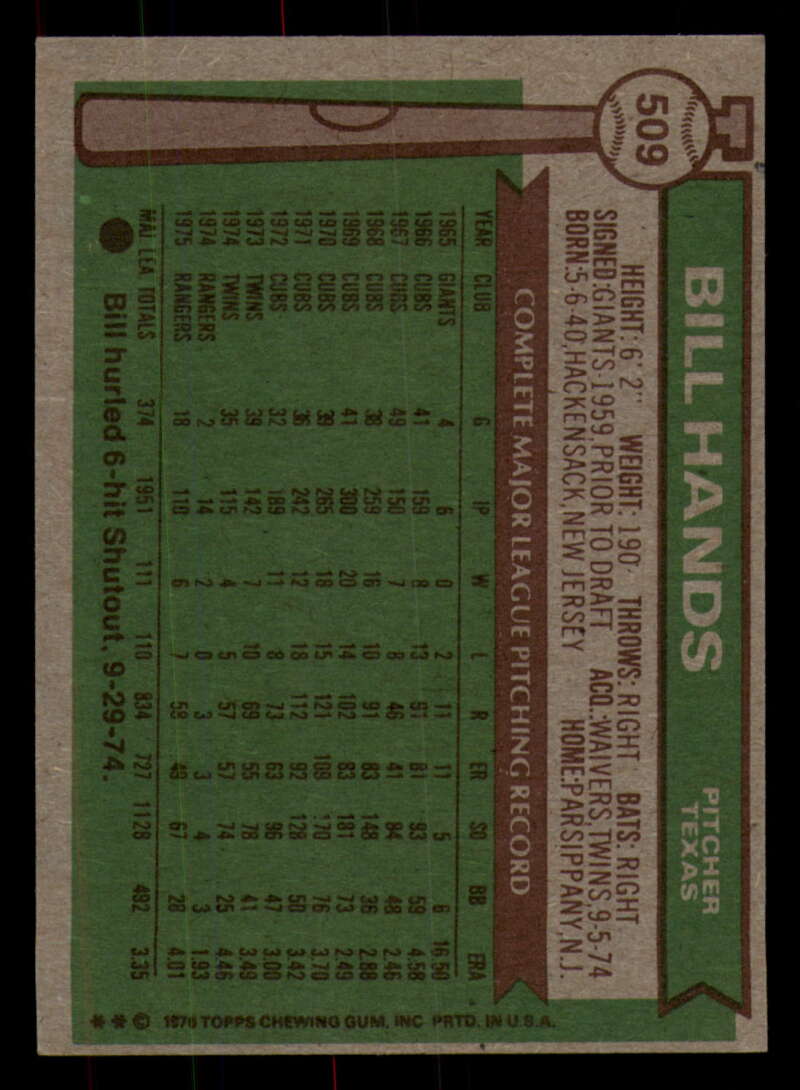 509
BILL HANDS
PITCHER
TEXAS
HEIGHT: 6' 2" WEIGHT: 190 THROWS: RIGHT BATS: RIGHT
SIGNED: GIANTS-1959, PRIOR TO DRAFT ACQ.: WAIVERS, TWINS, 9-5-74
BORN: 5-6-40, HACKENSACK, NEW JERSEY HOME: PARSIPPANY, N.J.
COMPLETE MAJOR LEAGUE PITCHING RECORD
YEAR CLUB G IP W L R ER SO BB ERA
1965 GIANTS 4 6 0 2 11 11 5 6 16.50
1966 CUBS 41 159 8 13 91 81 93 59 4.58
1967 CUBS 49 150 7 8 46 41 84 48 2.46
1968 CUBS 38 259 16 10 91 83 148 36 2.88
1969 CUBS 41 300 20 14 102 83 181 73 2.49
1970 CUBS 39 265 18 15 121 109 170 76 3.70
1971 CUBS 36 242 12 18 112 92 128 50 3.42
1972 CUBS 32 189 11 8 73 63 96 47 3.00
1973 TWINS 39 142 7 10 69 55 78 41 3.49
1974 TWINS 35 115 4 5 57 57 74 25 4.46
1974 RANGERS 2 14 2 0 3 3 4 3 1.93
1975 RANGERS 18 110 6 7 58 49 67 28 4.01
MAJ. LEA. TOTALS 374 1951 111 110 834 727 1128 492 3.35
Bill hurled 6-hit Shutout, 9-29-74.
* * © 1976 TOPPS CHEWING GUM, INC PRTD. IN U.S.A.